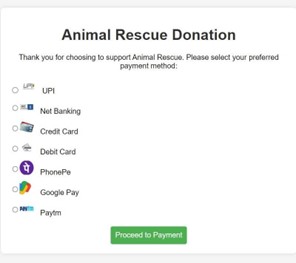 Animal Rescue Donation
Thank you for choosing to support Animal Rescue. Please select your preferred
payment method:
UPI
Net Banking
Credit Card
Debit Card
PhonePe
Google Pay
Paytm
Proceed to Payment